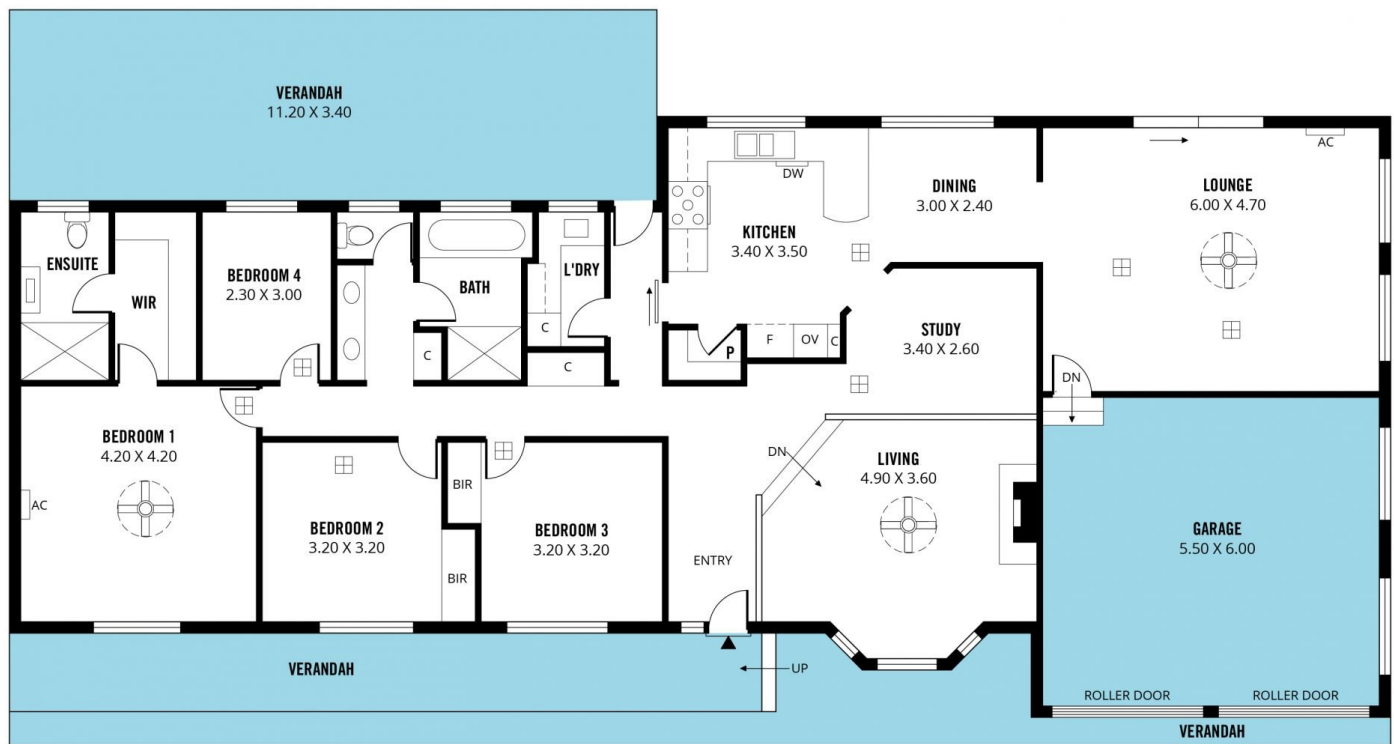 VERANDAH
11.20 X 3.40
DW
AC
DINING
3.00 X 2.40
LOUNGE
6.00 X 4.70
KITCHEN
3.40 X 3.50
ENSUITE
WIR
BEDROOM 4
2.30 X 3.00
BATH
L'DRY
C
C
C
P
F
OV
C
STUDY
3.40 X 2.60
DN
BEDROOM 1
4.20 X 4.20
AC
BEDROOM 2
3.20 X 3.20
BIR
BIR
BEDROOM 3
3.20 X 3.20
ENTRY
DN
LIVING
4.90 X 3.60
GARAGE
5.50 X 6.00
VERANDAH
UP
ROLLER DOOR
ROLLER DOOR
VERANDAH